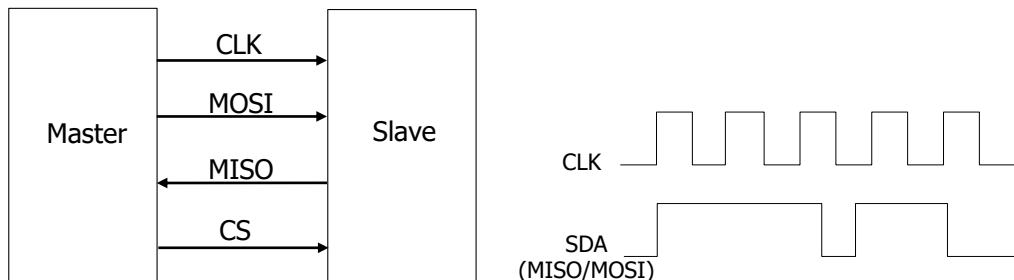 CLK
MOSI
Master
Slave
MISO
CS
CLK
SDA
(MISO/MOSI)